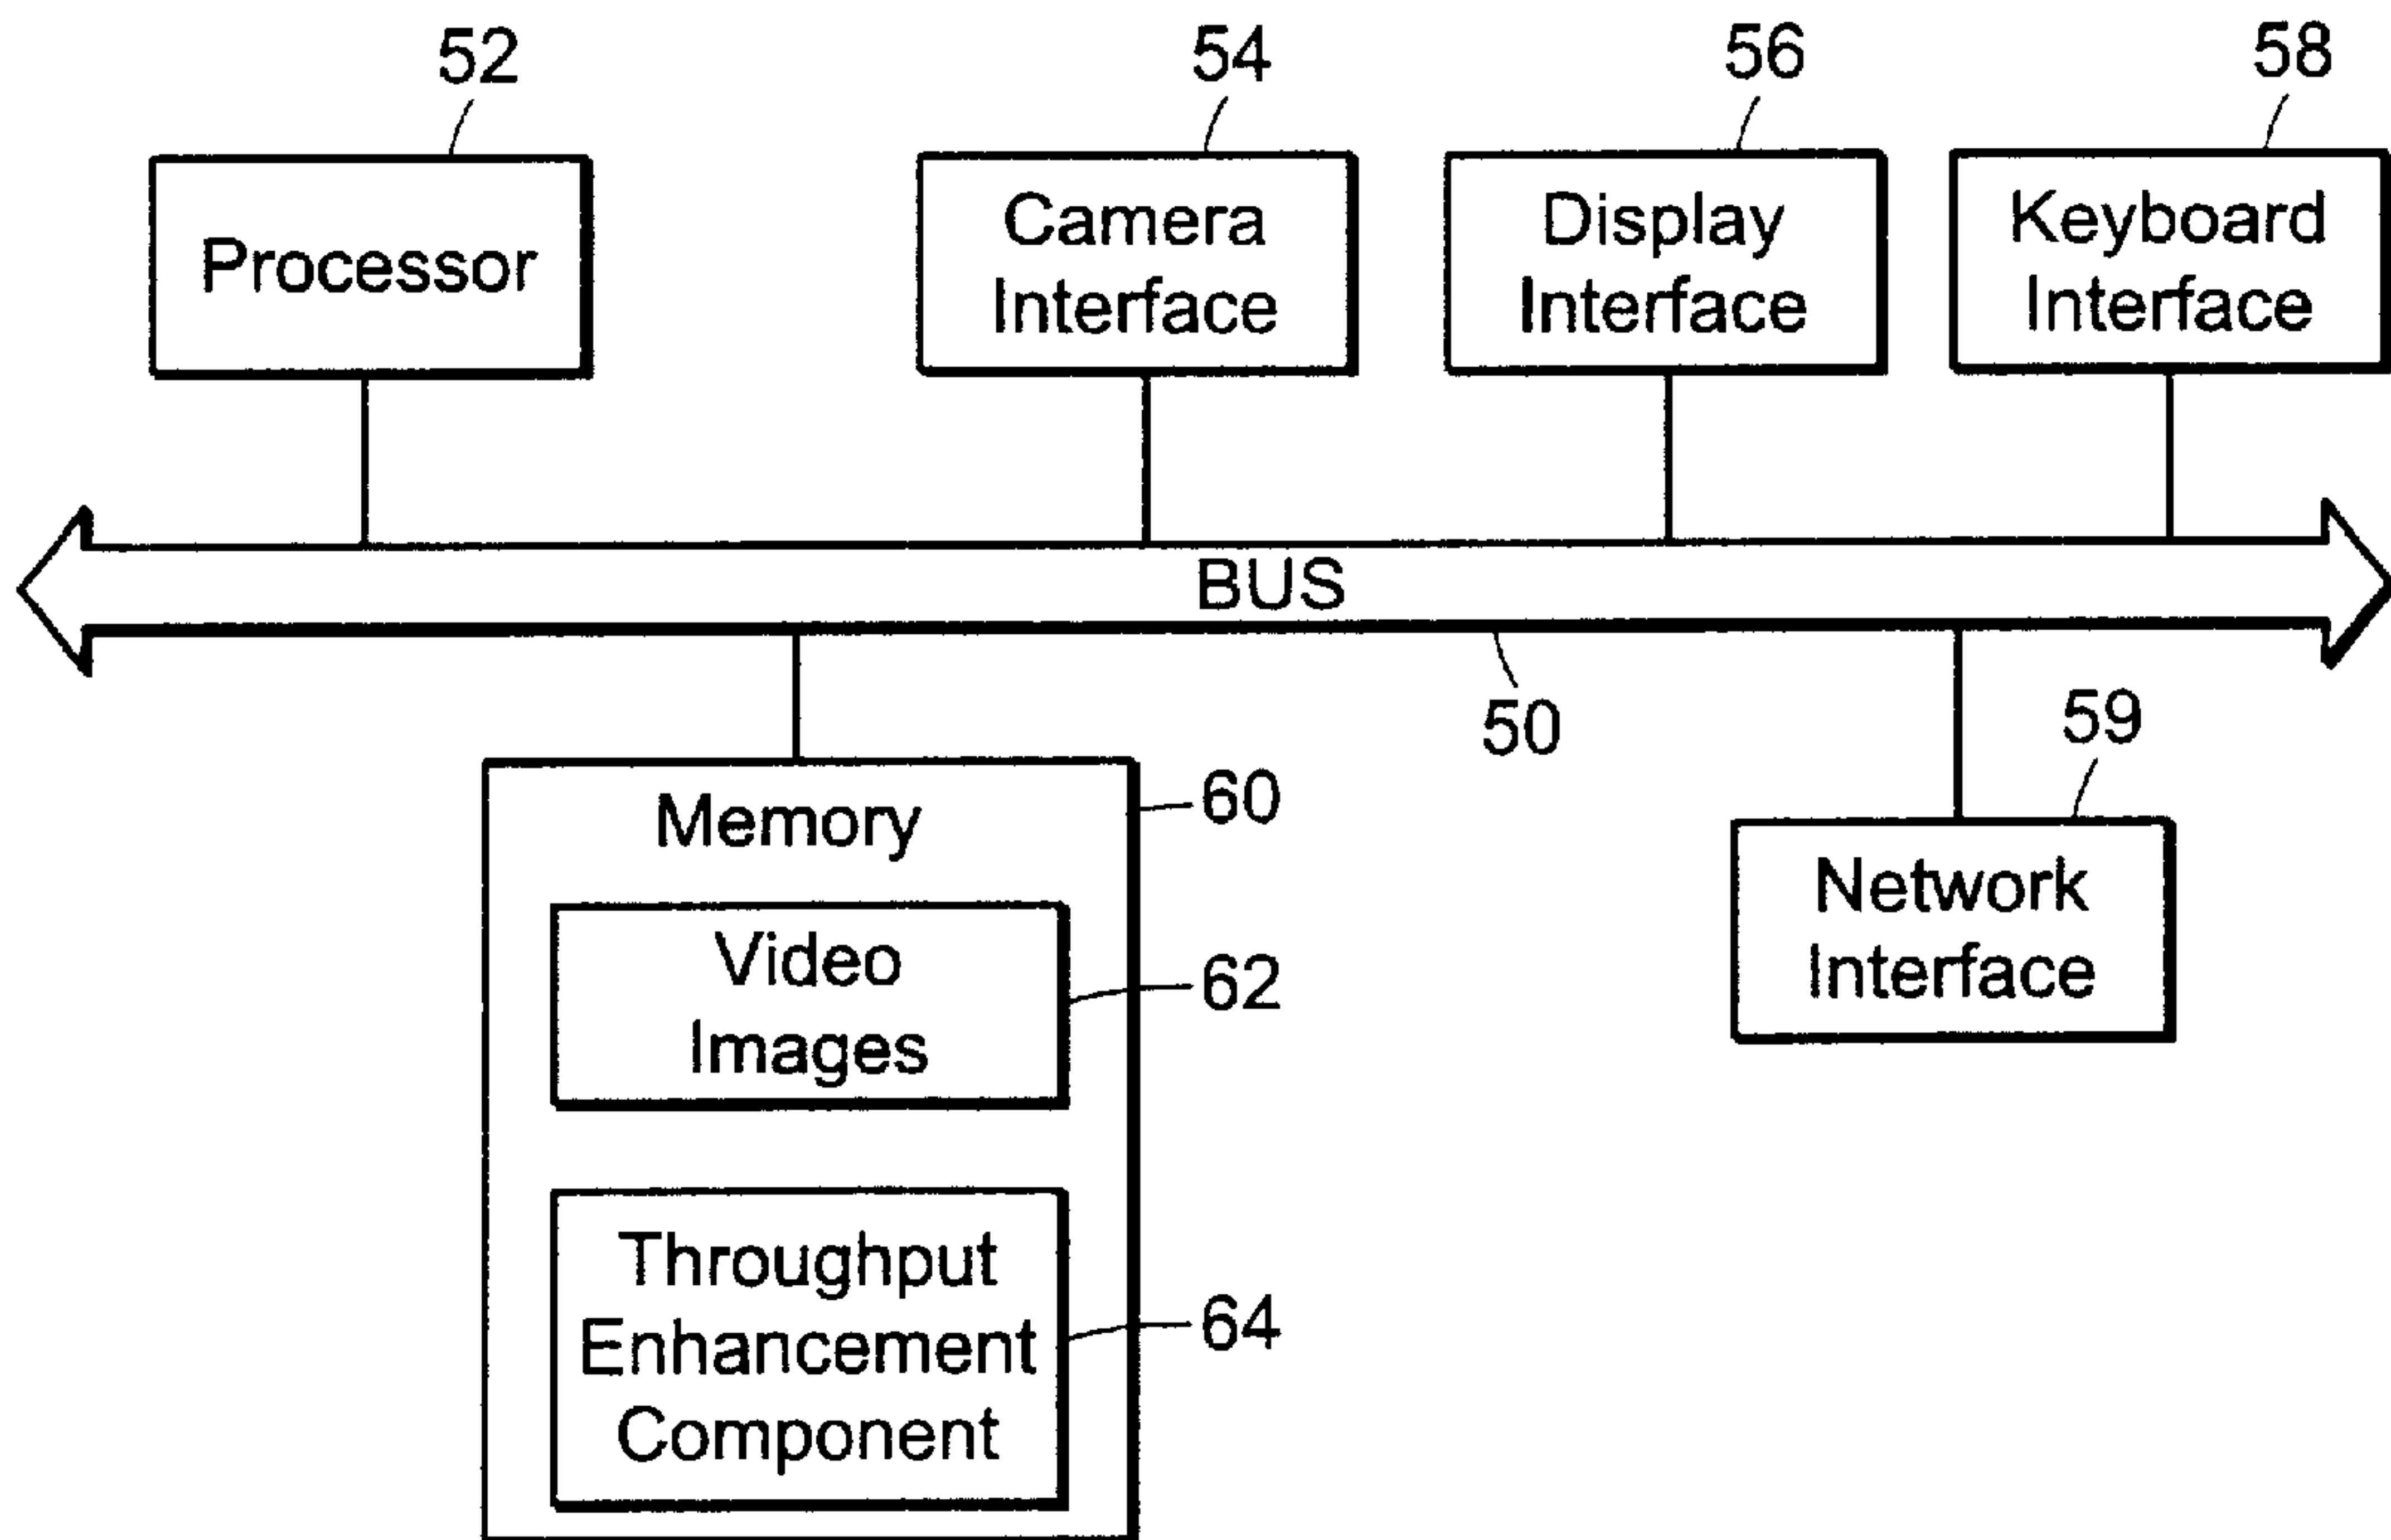 52
54
56
58
Processor
Camera
Interface
Display
Interface
Keyboard
Interface
BUS
50
59
Memory
60
Network
Interface
Video
Images
62
Throughput
Enhancement
Component
64